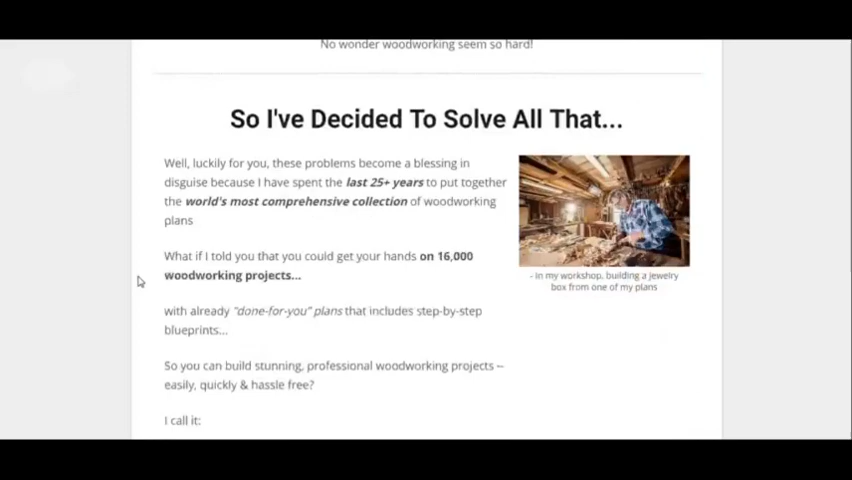 No wonder woodworking seem so hard!
So I've Decided To Solve All That...
Well, luckily for you, these problems become a blessing in
disguise because I have spent the last 25+ years to put together
the world's most comprehensive collection of woodworking
plans
What if I told you that you could get your hands on 16,000
woodworking projects...
with already "done-for-you" plans that includes step-by-step
blueprints...
So you can build stunning, professional woodworking projects –
easily, quickly & hassle free?
I call it:
- in my workshop, building a jewelry
box from one of my plans